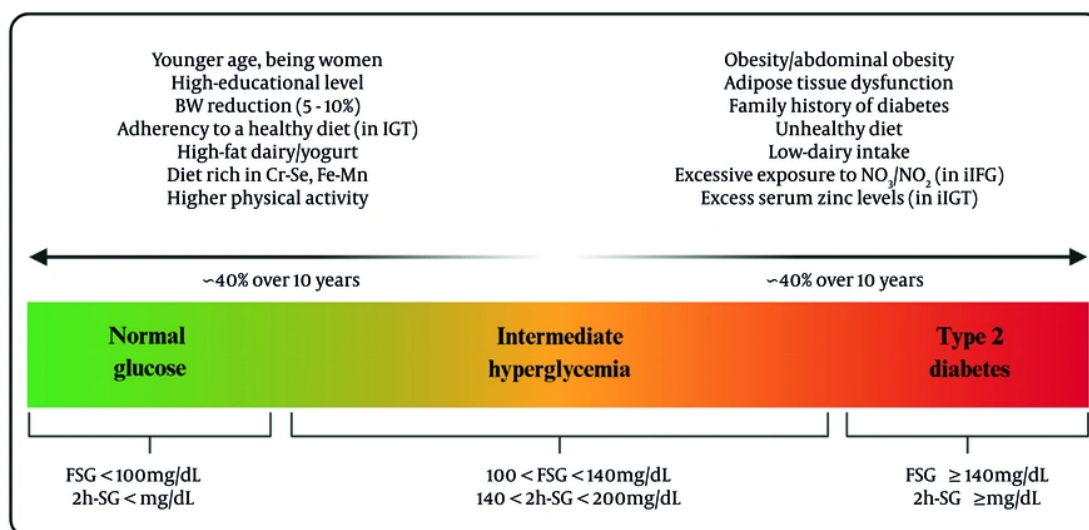 Younger age, being women
High-educational level
BW reduction (5 - 10%)
Adherency to a healthy diet (in IGT)
High-fat dairy/yogurt
Diet rich in Cr-Se, Fe-Mn
Higher physical activity
Obesity/abdominal obesity
Adipose tissue dysfunction
Family history of diabetes
Unhealthy diet
Low-dairy intake
Excessive exposure to NO₃/NO₂ (in iIFG)
Excess serum zinc levels (in iIGT)
~40% over 10 years
~40% over 10 years
Normal
glucose
Intermediate
hyperglycemia
Type 2
diabetes
FSG < 100mg/dL
2h-SG < mg/dL
100 < FSG < 140mg/dL
140 < 2h-SG < 200mg/dL
FSG ≥ 140mg/dL
2h-SG ≥ mg/dL